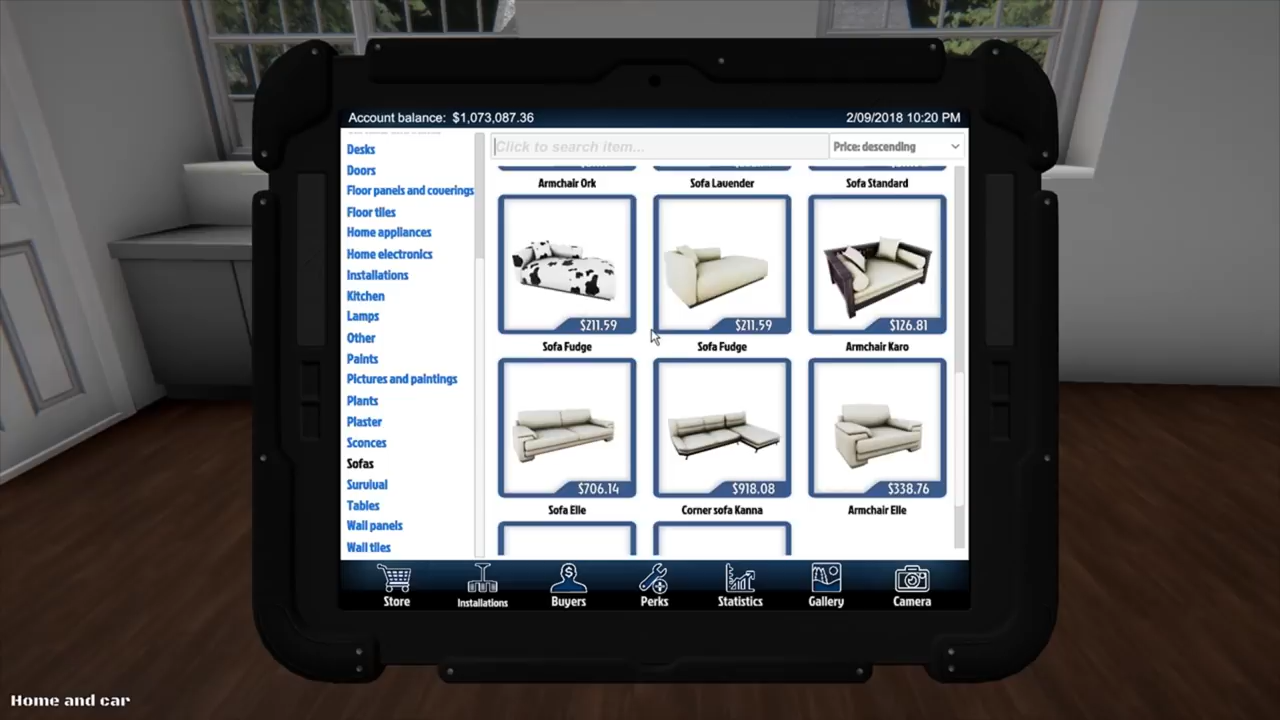 Account balance: $1,073,087.36
2/09/2018 10:20 PM
Desks
Doors
Floor panels and coverings
Floor tiles
Home appliances
Home electronics
Installations
Kitchen
Lamps
Other
Paints
Pictures and paintings
Plants
Plaster
Sconces
Sofas
Survival
Tables
Wall panels
Wall tiles
Click to search item...
Price: descending
Armchair Ork
Sofa Lavender
Sofa Standard
$211.59
$211.59
$126.81
Sofa Fudge
Sofa Fudge
Armchair Karo
$706.14
$918.08
$338.76
Sofa Elle
Corner sofa Kanna
Armchair Elle
Store
Installations
Buyers
Perks
Statistics
Gallery
Camera
Home and car